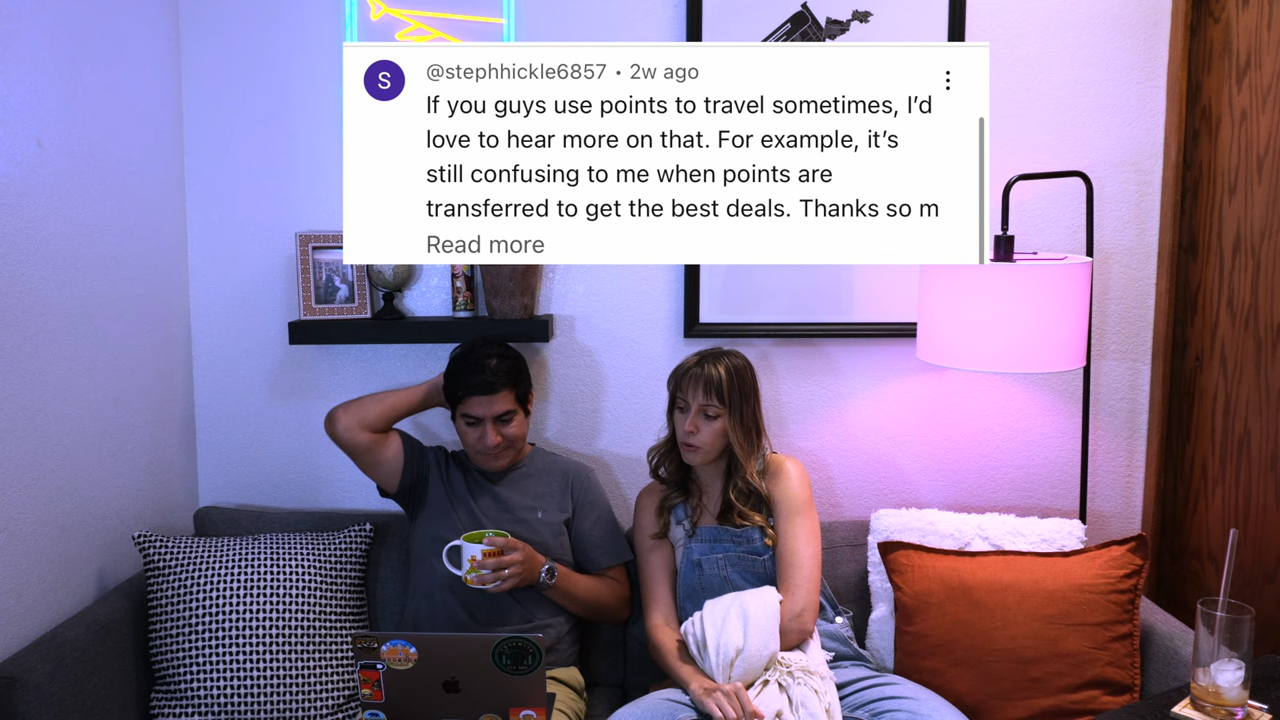 S
@stephhickle6857 • 2w ago
If you guys use points to travel sometimes, I’d
love to hear more on that. For example, it’s
still confusing to me when points are
transferred to get the best deals. Thanks so m
Read more